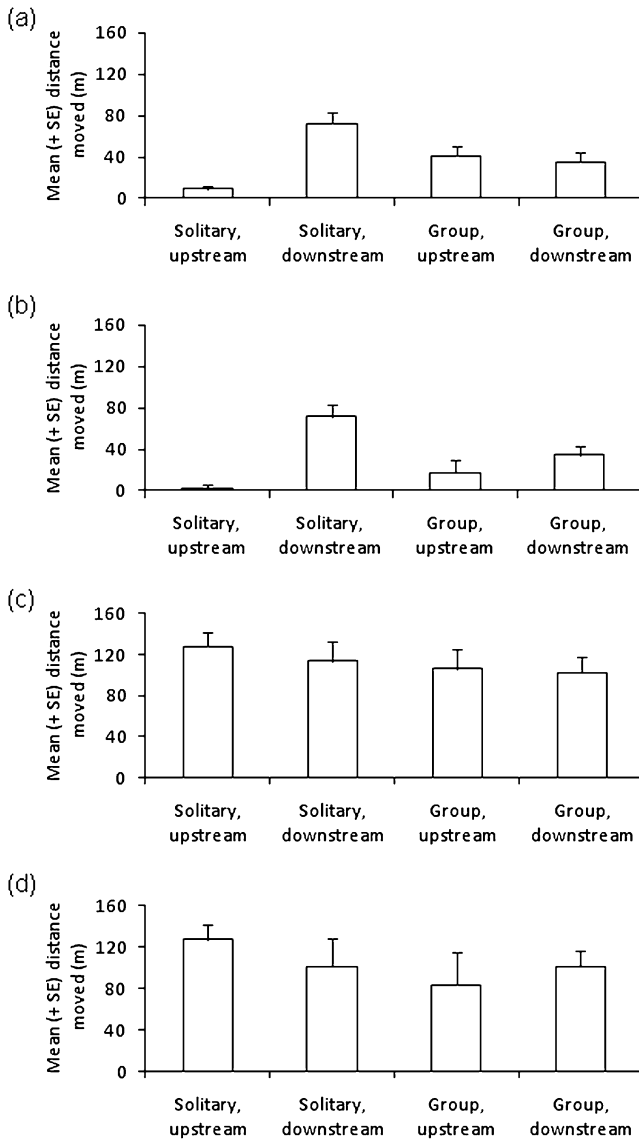 (a)
Mean (+ SE) distance
moved (m)
160
120
80
40
0
Solitary,
upstream
Solitary,
downstream
Group,
upstream
Group,
downstream
(b)
Mean (+ SE) distance
moved (m)
160
120
80
40
0
Solitary,
upstream
Solitary,
downstream
Group,
upstream
Group,
downstream
(c)
Mean (+ SE) distance
moved (m)
160
120
80
40
0
Solitary,
upstream
Solitary,
downstream
Group,
upstream
Group,
downstream
(d)
Mean (+ SE) distance
moved (m)
160
120
80
40
0
Solitary,
upstream
Solitary,
downstream
Group,
upstream
Group,
downstream